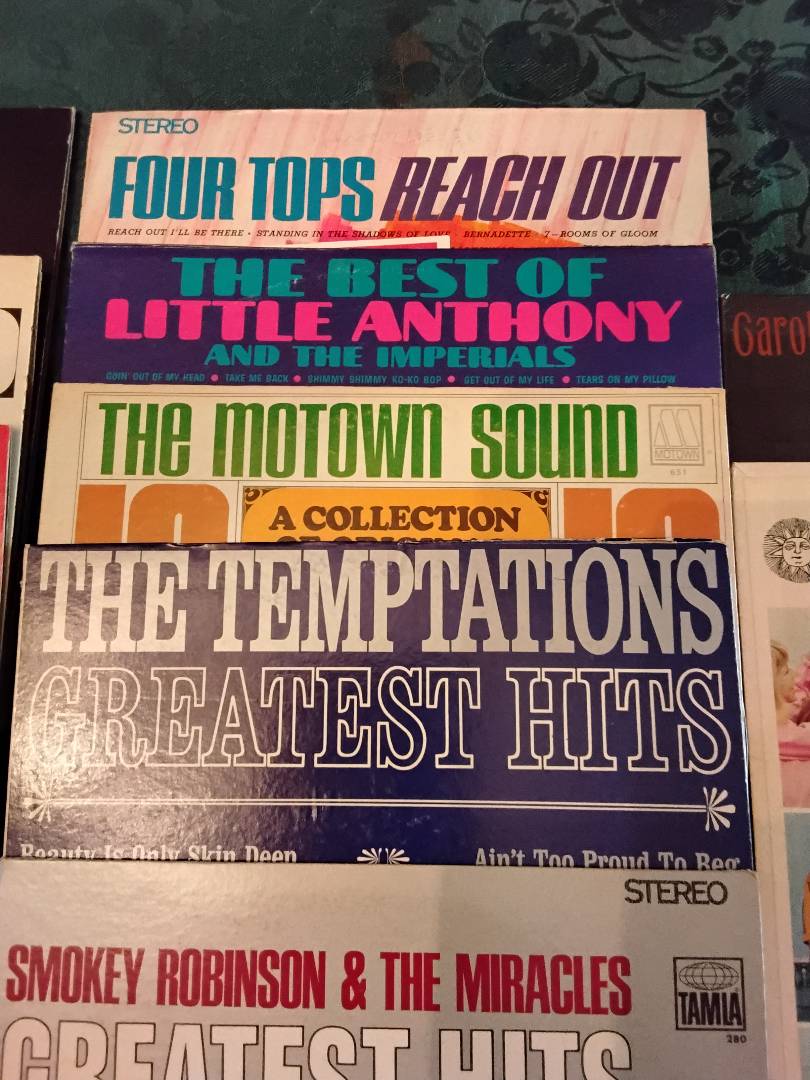 STEREO
FOUR TOPS REACH OUT
REACH OUT I'LL BE THERE • STANDING IN THE SHADOWS OF LOVE • BERNADETTE • 7-ROOMS OF GLOOM
THE BEST OF
LITTLE ANTHONY
AND THE IMPERIALS
GOIN' OUT OF MY HEAD • TAKE ME BACK • SHIMMY SHIMMY KO-KO BOP • GET OUT OF MY LIFE • TEARS ON MY PILLOW
THE MOTOWN SOUND
M
MOTOWN
651
A COLLECTION
OF
THE TEMPTATIONS
GREATEST HITS
Beauty Is Only Skin Deep
Ain't Too Proud To Beg
STEREO
SMOKEY ROBINSON & THE MIRACLES
TAMLA
280
GREATEST HITS